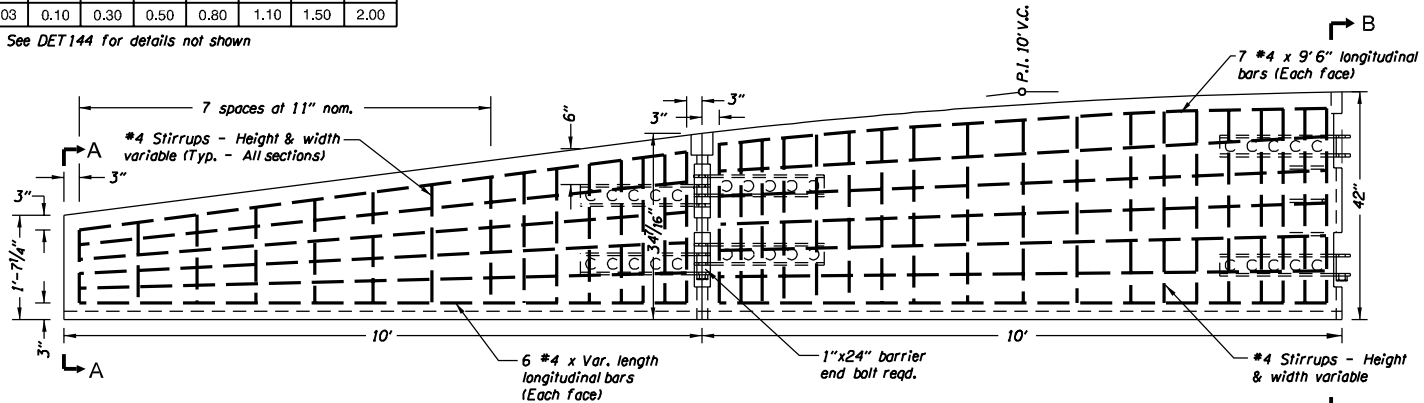 03 0.10 0.30 0.50 0.80 1.10 1.50 2.00
See DET144 for details not shown
P.I. 10' V.C.
B
7 #4 x 9'6" longitudinal
bars (Each face)
7 spaces at 11" nom.
3"
3"
6"
#4 Stirrups - Height & width
variable (Typ. - All sections)
A
3"
3"
1'-7 1/4"
3"
34 7/16"
42"
C C C C C
C C C C C
C C C C C
C C C C C
C C C C C
C C C C C
10'
10'
A
6 #4 x Var. length
longitudinal bars
(Each face)
1"x24" barrier
end bolt reqd.
#4 Stirrups - Height
& width variable